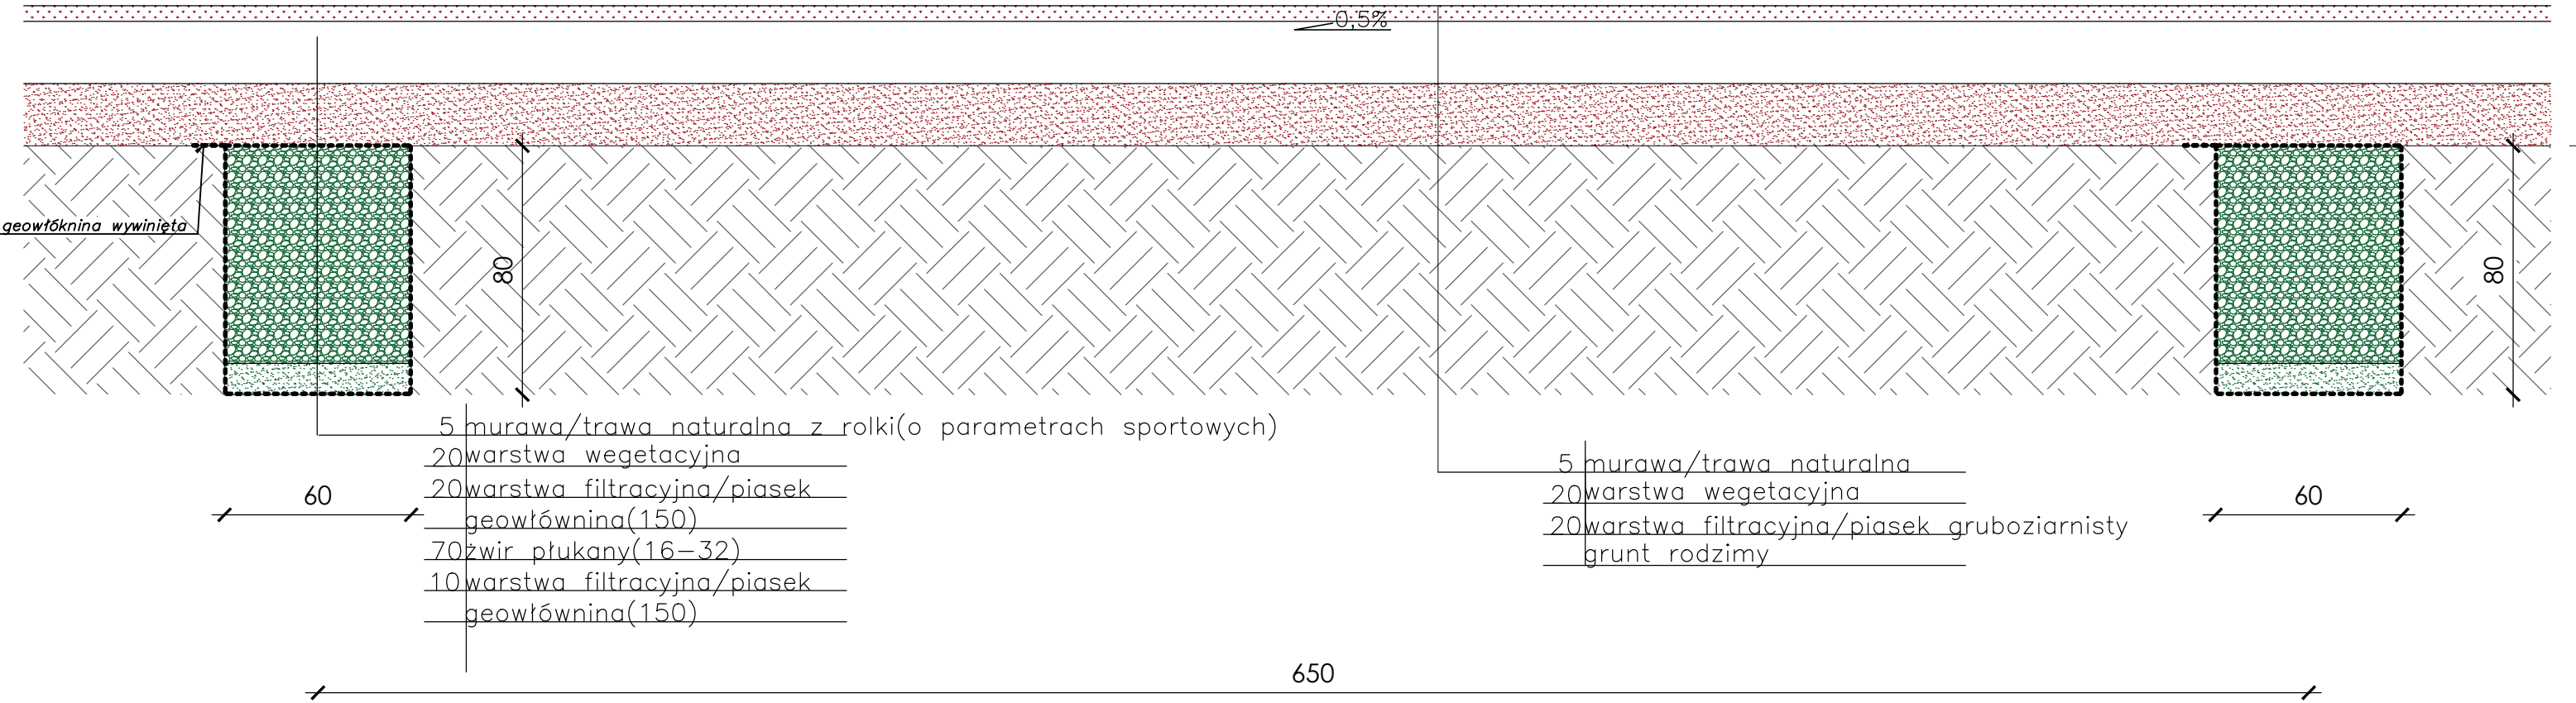 0,5%
geowłóknina wywinięta
80
80
5 murawa/trawa naturalna z rolki(o parametrach sportowych)
20 warstwa wegetacyjna
20 warstwa filtracyjna/piasek
geowłównina(150)
70 żwir płukany(16-32)
10 warstwa filtracyjna/piasek
geowłównina(150)
5 murawa/trawa naturalna
20 warstwa wegetacyjna
20 warstwa filtracyjna/piasek gruboziarnisty
grunt rodzimy
60
60
650